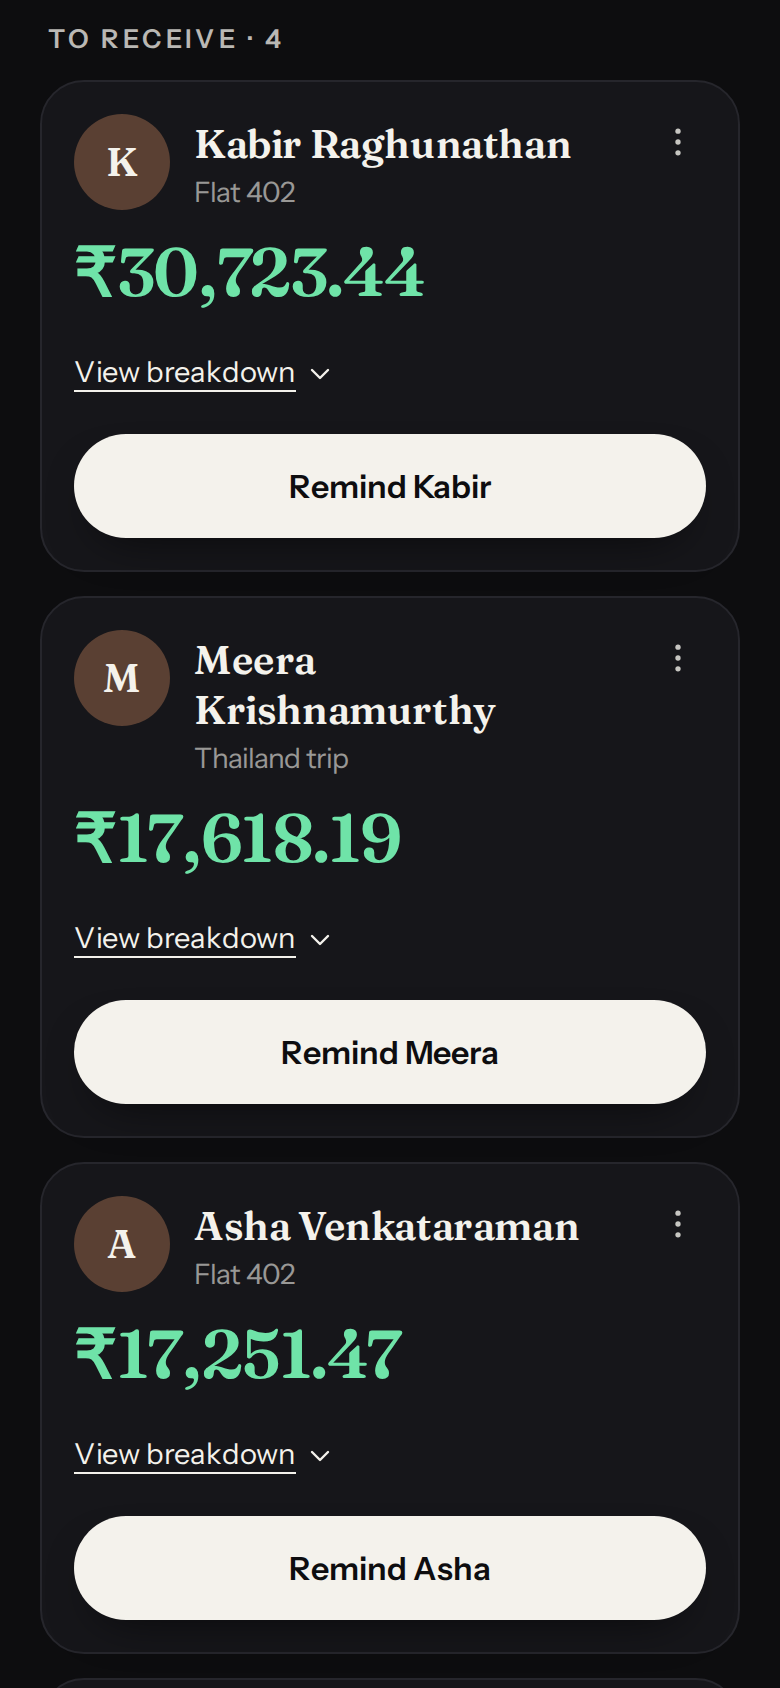 TO RECEIVE · 4
K
Kabir Raghunathan
Flat 402
₹30,723.44
View breakdown
Remind Kabir
M
Meera
Krishnamurthy
Thailand trip
₹17,618.19
View breakdown
Remind Meera
A
Asha Venkataraman
Flat 402
₹17,251.47
View breakdown
Remind Asha